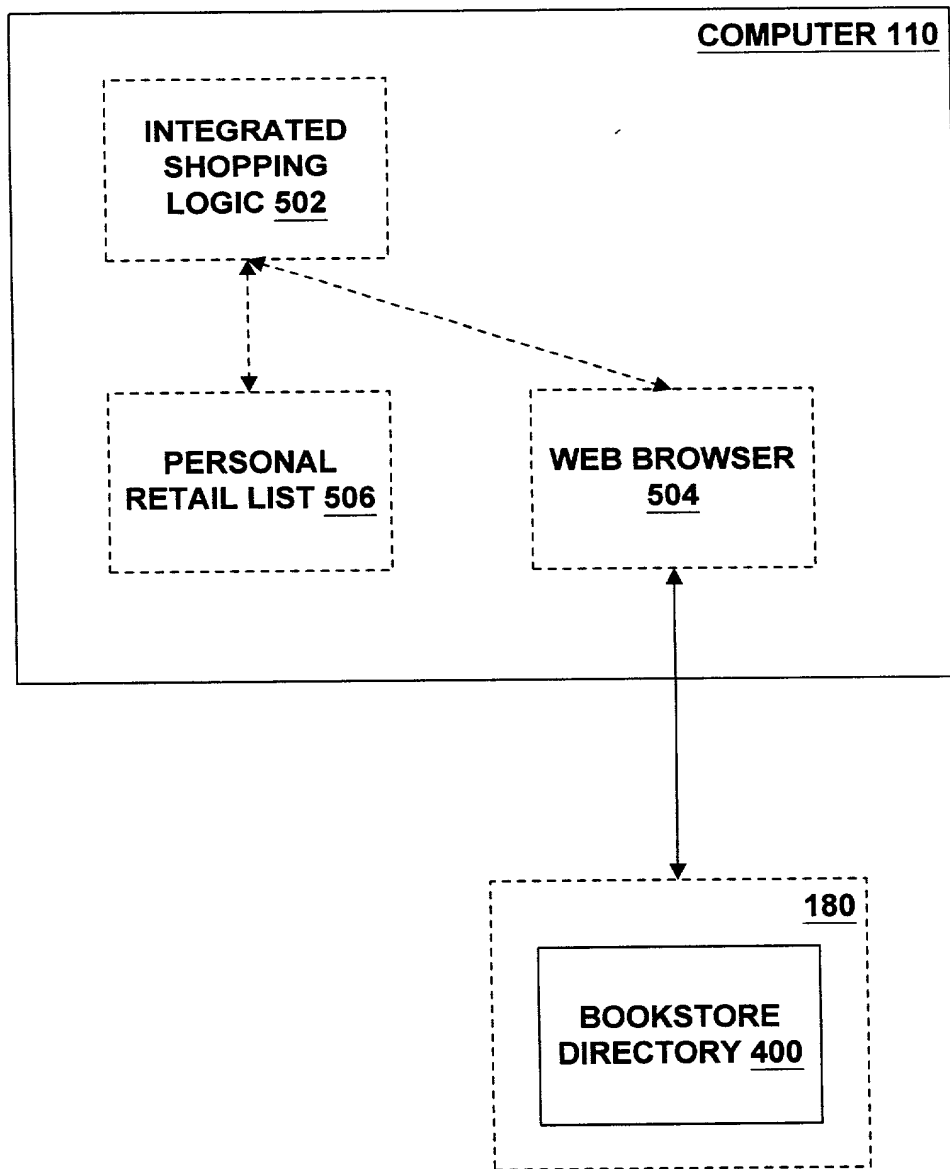 COMPUTER 110
INTEGRATED
SHOPPING
LOGIC 502
PERSONAL
RETAIL LIST 506
WEB BROWSER
504
180
BOOKSTORE
DIRECTORY 400